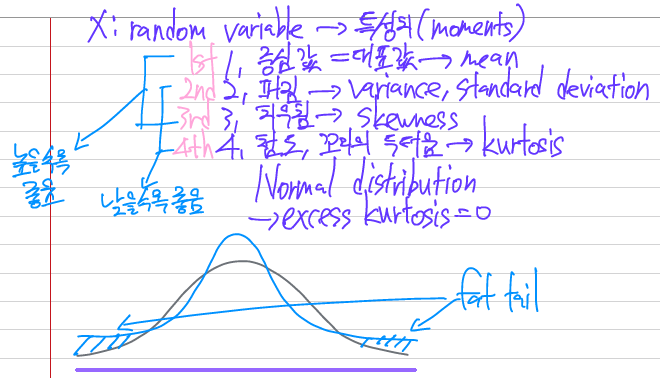 X: random variable → 특성의 (moments)
1st 1, 중심값 = 대표값 → mean
2nd 2, 퍼짐 → variance, standard deviation
3rd 3, 치우침 → skewness
4th 4, 첨도, 꼬리의 두터움 → kurtosis
높을수록
좋음
낮을수록 좋음
Normal distribution
→ excess kurtosis = 0
fat tail